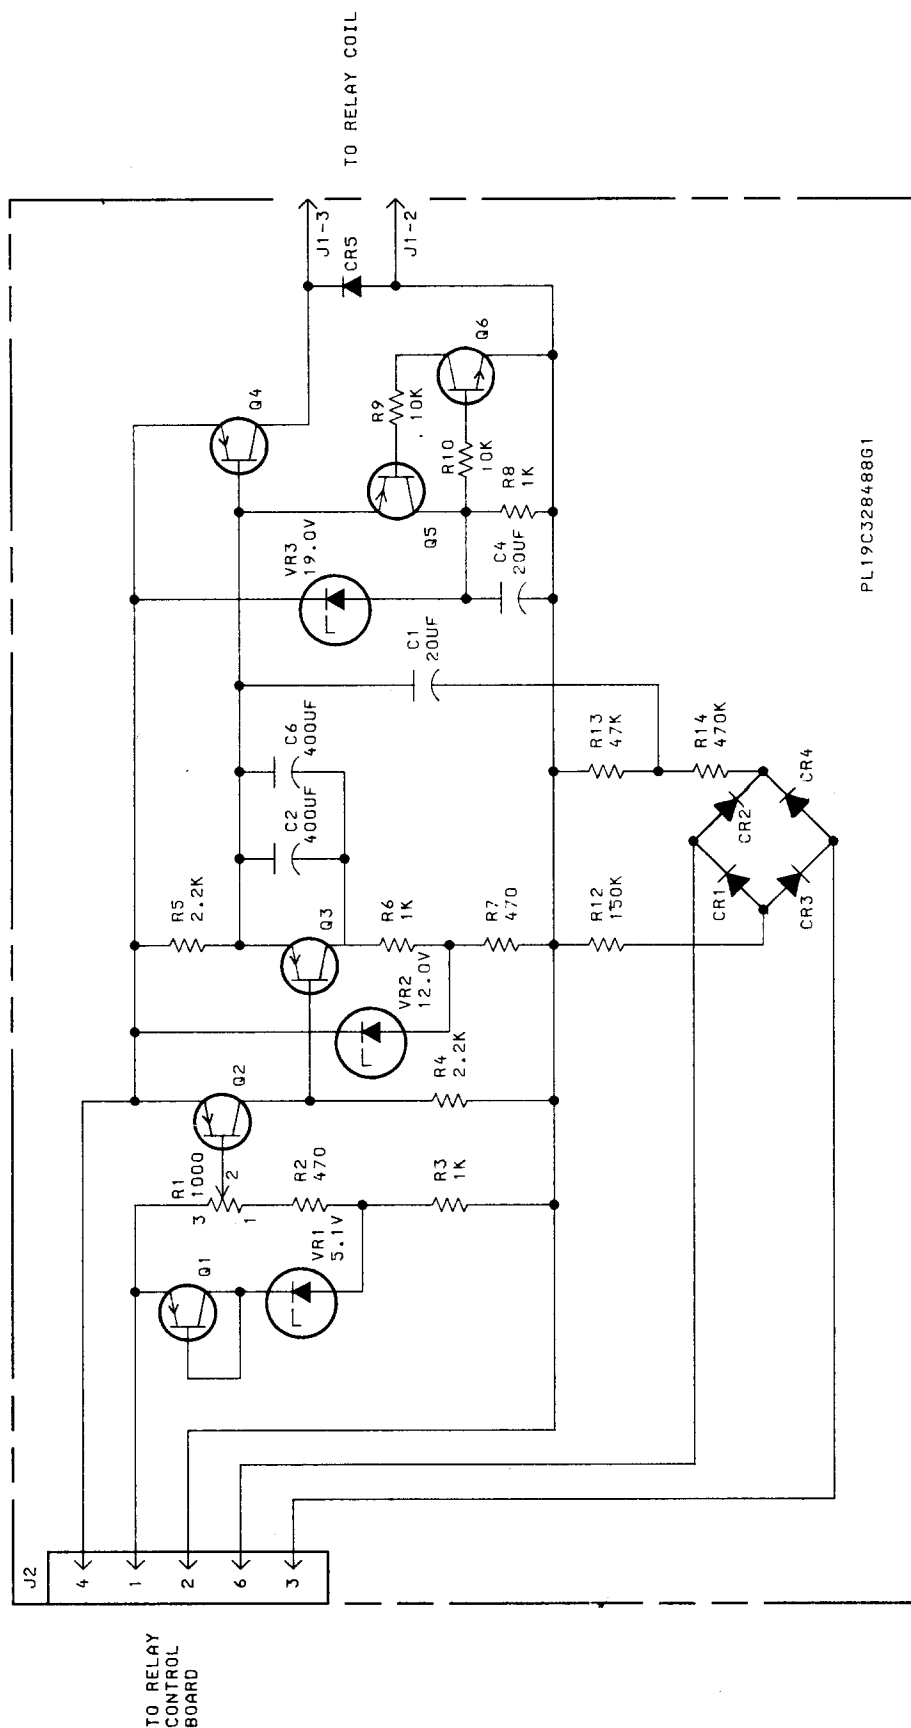 TO RELAY
CONTROL
BOARD
J2
4
1
2
6
3
Q1
VR1
5.1V
R1
1000
3
2
1
R2
470
R3
1K
Q2
R4
2.2K
VR2
12.0V
R5
2.2K
Q3
R6
1K
R7
470
R12
150K
C2
400UF
C6
400UF
C1
20UF
R13
47K
R14
470K
CR1
CR2
CR3
CR4
VR3
19.0V
C4
20UF
Q4
Q5
R9
10K
R10
10K
R8
1K
Q6
CR5
J1-3
J1-2
TO RELAY COIL
PL19C328488G1